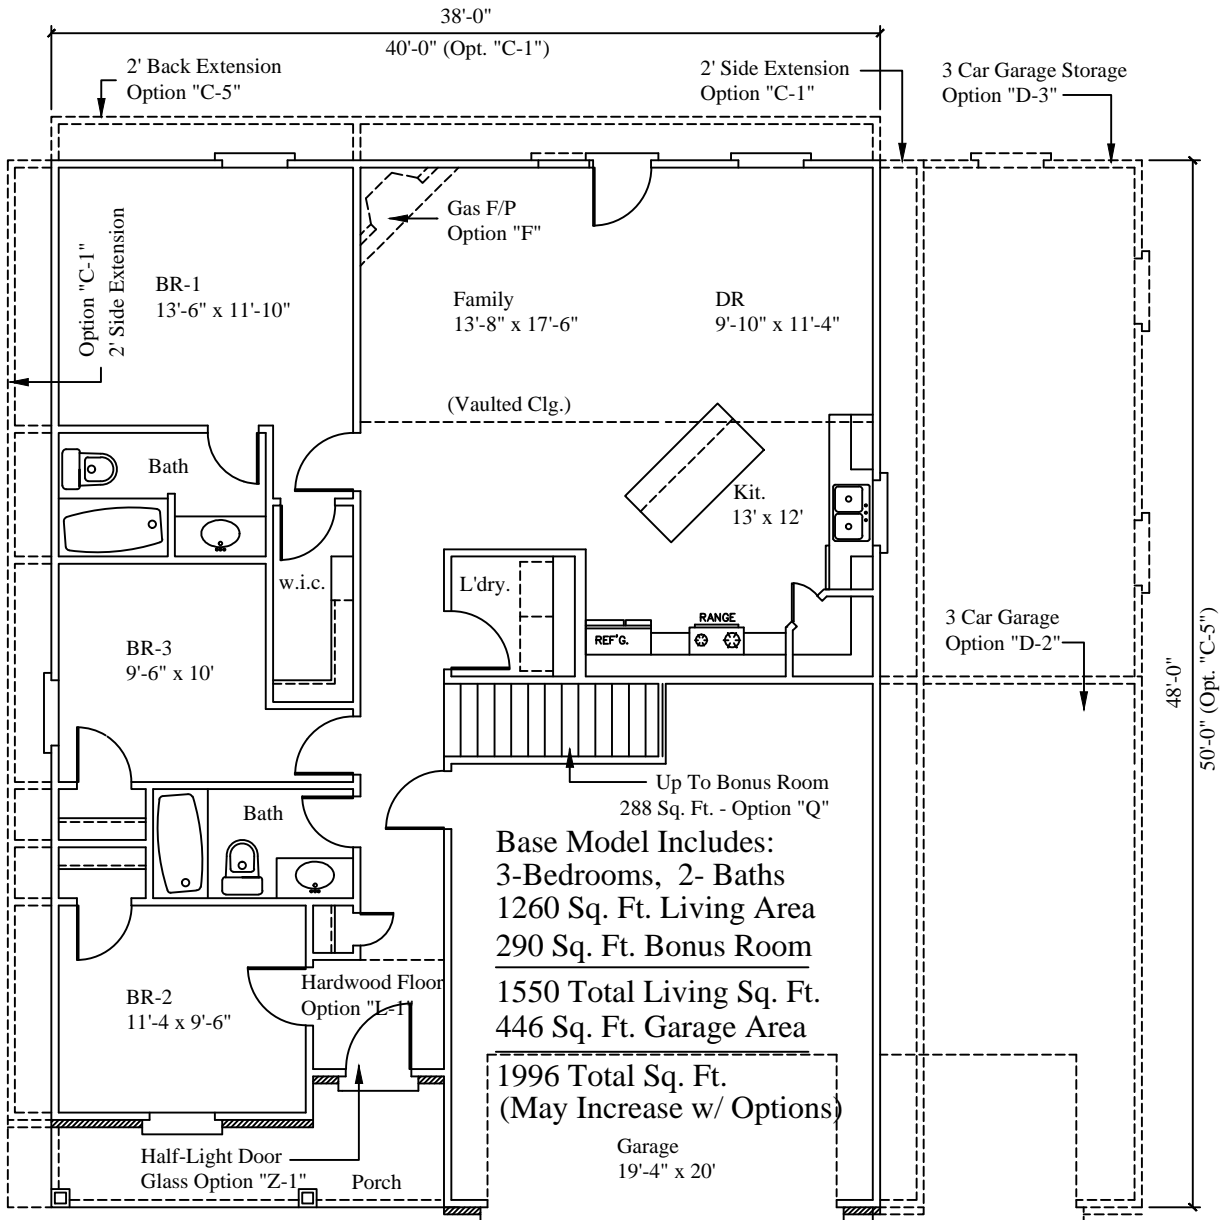 38'-0"
40'-0" (Opt. "C-1")
2' Back Extension
Option "C-5"
2' Side Extension
Option "C-1"
3 Car Garage Storage
Option "D-3"
Gas F/P
Option "F"
Option "C-1"
2' Side Extension
BR-1
13'-6" x 11'-10"
Family
13'-8" x 17'-6"
DR
9'-10" x 11'-4"
(Vaulted Clg.)
Bath
Kit.
13' x 12'
w.i.c.
L'dry.
REF'G.
RANGE
BR-3
9'-6" x 10'
3 Car Garage
Option "D-2"
48'-0"
50'-0" (Opt. "C-5")
Up To Bonus Room
288 Sq. Ft. - Option "Q"
Bath
Base Model Includes:
3-Bedrooms, 2- Baths
1260 Sq. Ft. Living Area
290 Sq. Ft. Bonus Room
1550 Total Living Sq. Ft.
446 Sq. Ft. Garage Area
1996 Total Sq. Ft.
(May Increase w/ Options)
Hardwood Floor
Option "L-1"
BR-2
11'-4 x 9'-6"
Half-Light Door
Glass Option "Z-1"
Porch
Garage
19'-4" x 20'